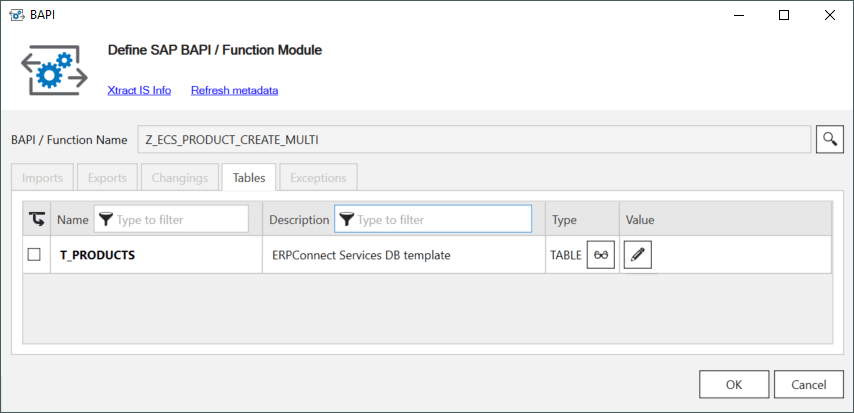 BAPI
Define SAP BAPI / Function Module
Xtract IS Info Refresh metadata
BAPI / Function Name Z_ECS_PRODUCT_CREATE_MULTI
Imports Exports Changings Tables Exceptions
Name Type to filter Description Type to filter Type Value
T_PRODUCTS ERPConnect Services DB template TABLE
OK Cancel